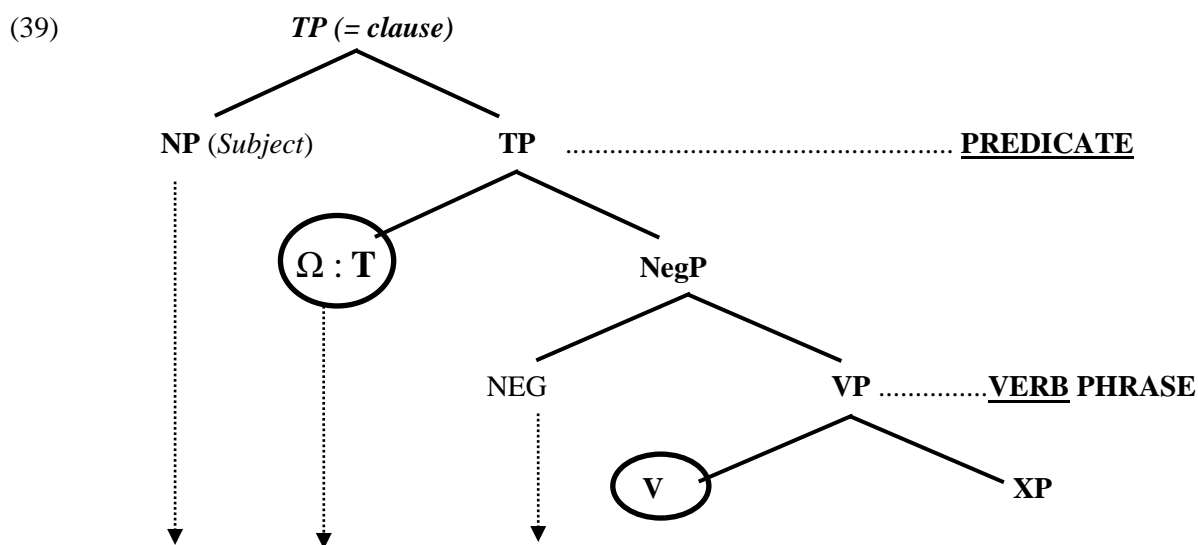 (39) TP (= clause)
NP (Subject) TP ........................................................ PREDICATE
Ω : T NegP
NEG VP ...............VERB PHRASE
V XP